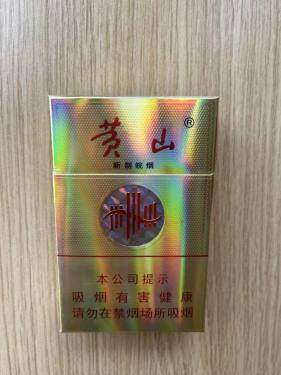 黄山®
新制皖烟
本公司提示
吸烟有害健康
请勿在禁烟场所吸烟